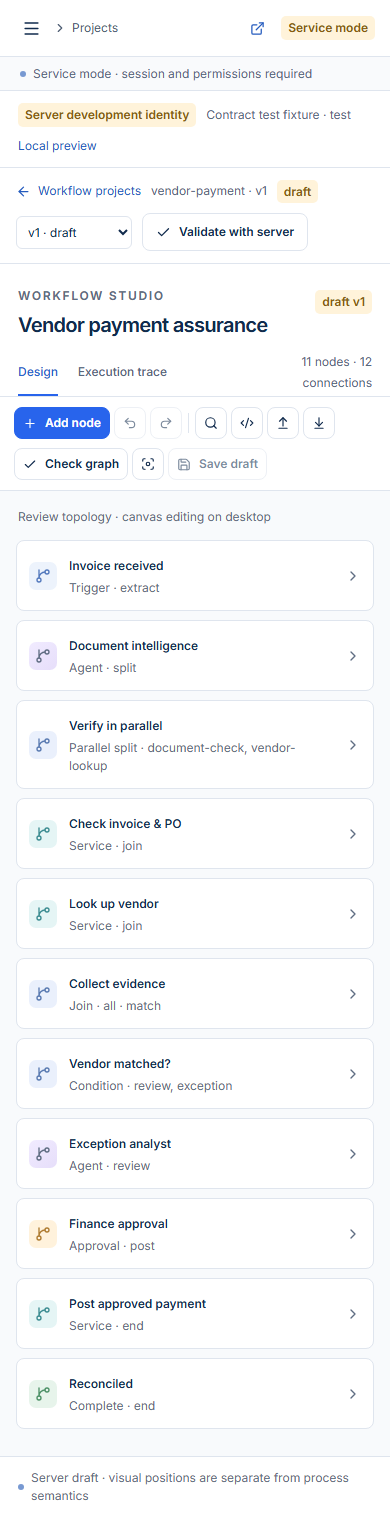 Projects
Service mode
Service mode · session and permissions required
Server development identity
Contract test fixture · test
Local preview
Workflow projects
vendor-payment · v1
draft
v1 · draft
Validate with server
WORKFLOW STUDIO
draft v1
Vendor payment assurance
Design
Execution trace
11 nodes · 12
connections
Add node
Check graph
Save draft
Review topology · canvas editing on desktop
Invoice received
Trigger · extract
Document intelligence
Agent · split
Verify in parallel
Parallel split · document-check, vendor-
lookup
Check invoice & PO
Service · join
Look up vendor
Service · join
Collect evidence
Join · all · match
Vendor matched?
Condition · review, exception
Exception analyst
Agent · review
Finance approval
Approval · post
Post approved payment
Service · end
Reconciled
Complete · end
Server draft · visual positions are separate from process
semantics